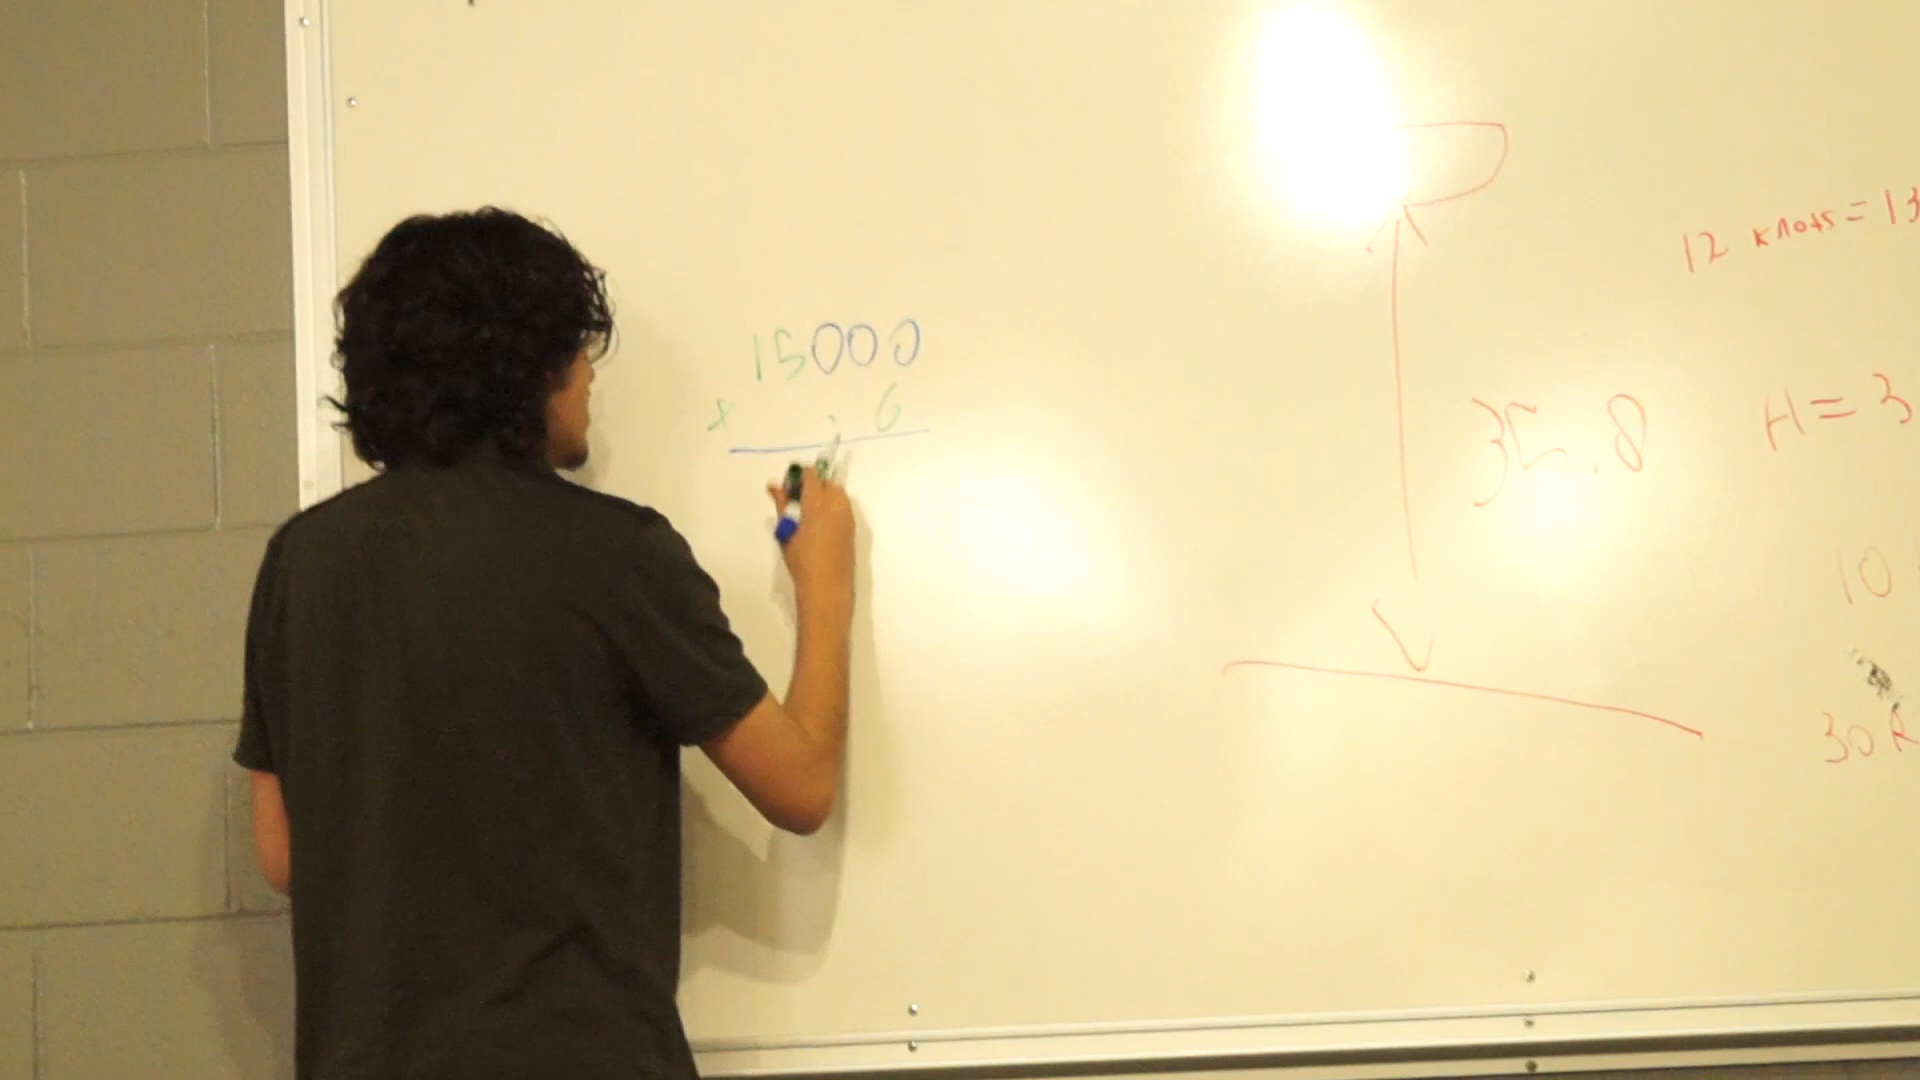 15000
x . 6
12 knots = 13
35.8
H = 3
10
30